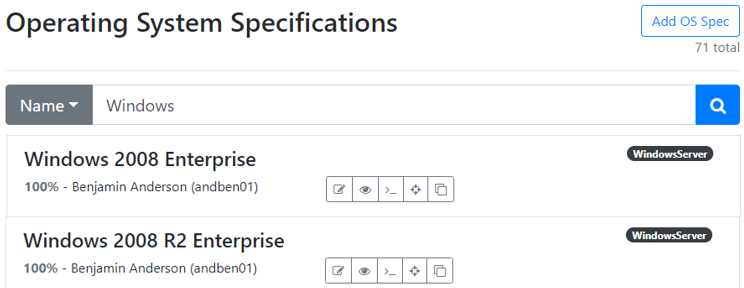 Operating System Specifications
Add OS Spec
71 total
Name
Windows
Windows 2008 Enterprise
WindowsServer
100% - Benjamin Anderson (andben01)
Windows 2008 R2 Enterprise
WindowsServer
100% - Benjamin Anderson (andben01)